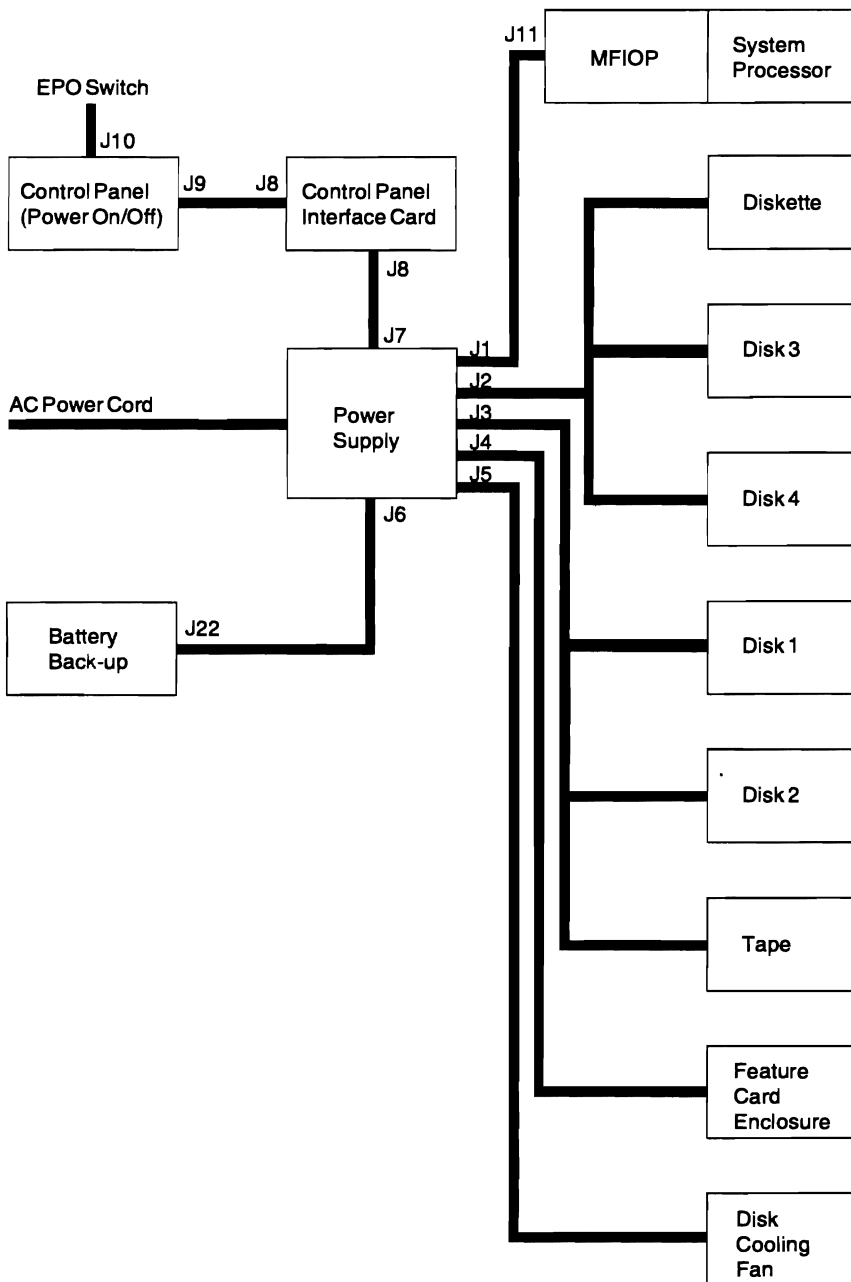 J11
MFIOP
System
Processor
EPO Switch
J10
Control Panel
(Power On/Off)
J9
J8
Control Panel
Interface Card
Diskette
J8
J7
J1
J2
J3
J4
J5
Disk 3
AC Power Cord
Power
Supply
Disk 4
J6
Battery
Back-up
J22
Disk 1
Disk 2
Tape
Feature
Card
Enclosure
Disk
Cooling
Fan